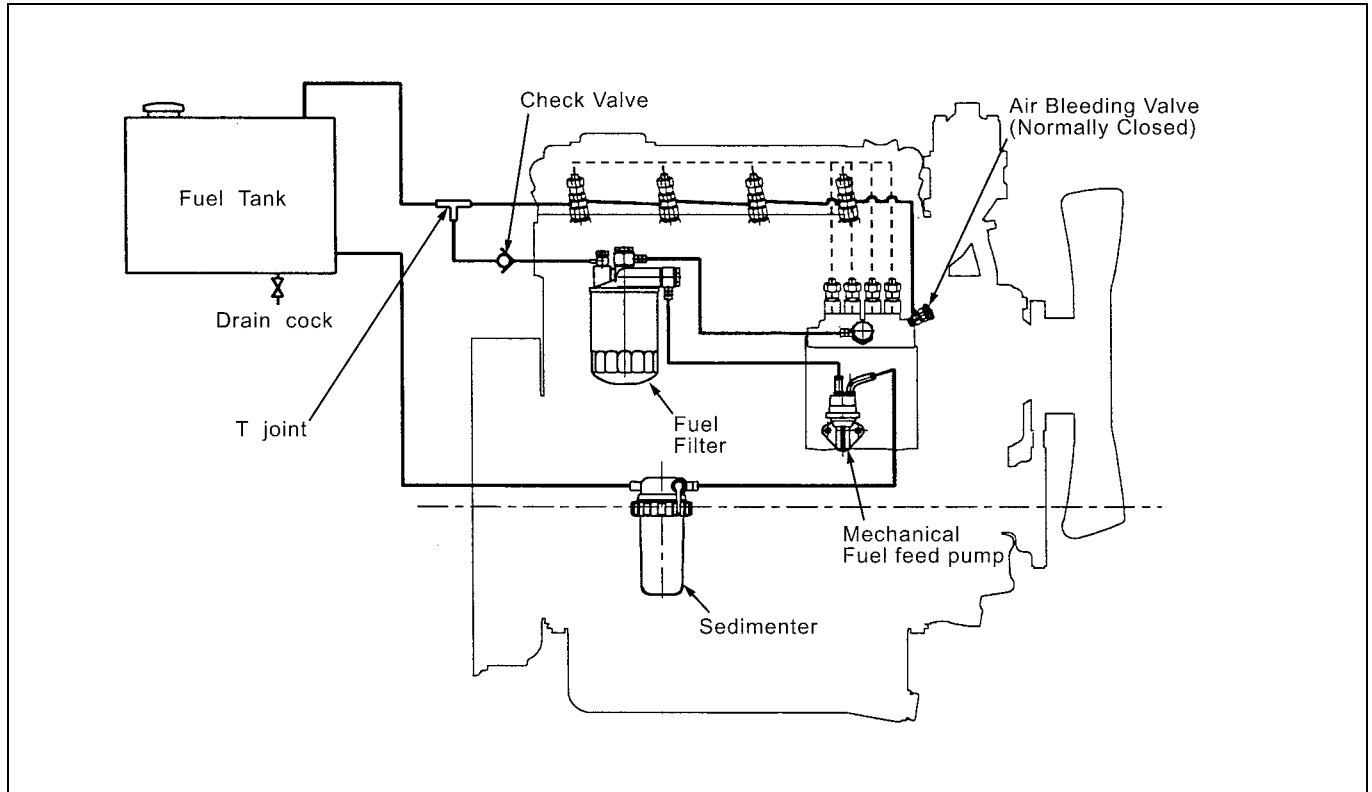 Check Valve
Air Bleeding Valve
(Normally Closed)
Fuel Tank
Drain cock
T joint
Fuel
Filter
Mechanical
Fuel feed pump
Sedimenter